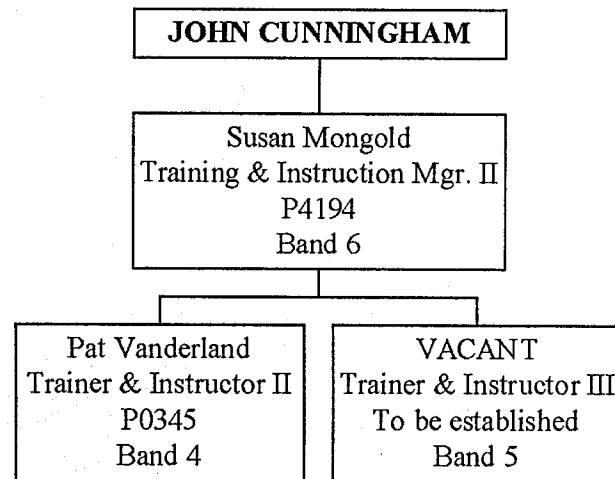 JOHN CUNNINGHAM
Susan Mongold
Training & Instruction Mgr. II
P4194
Band 6
Pat Vanderland
Trainer & Instructor II
P0345
Band 4
VACANT
Trainer & Instructor III
To be established
Band 5